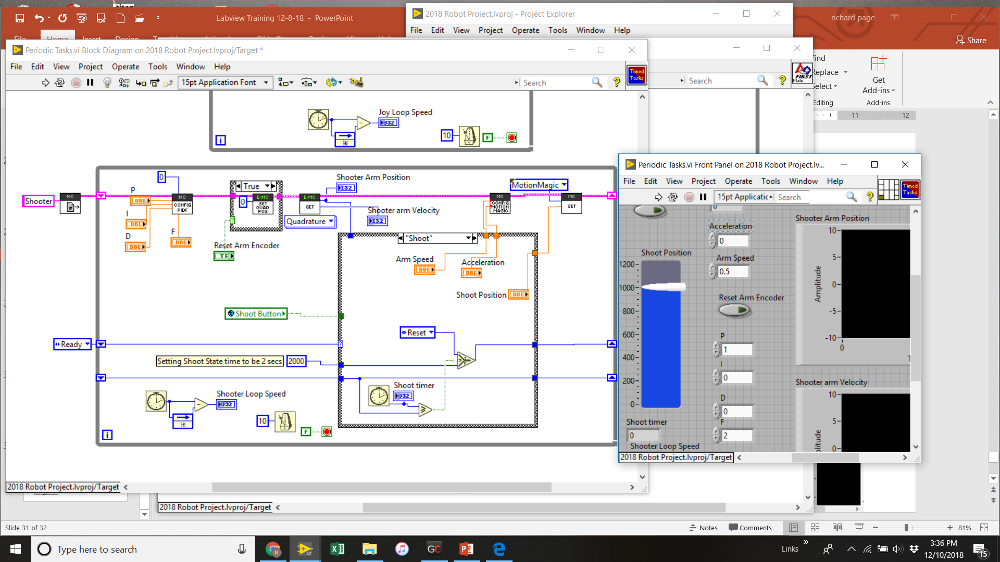 Labview Training 12-8-18 - PowerPoint
richard page
Share
Find
Replace
Select
Editing
Get
Add-ins
Add-ins
11
12
2018 Robot Project.lvproj - Project Explorer
File Edit View Project Operate Tools Window Help
Search
FIRST
Main
Periodic Tasks.vi Block Diagram on 2018 Robot Project.lvproj/Target *
File Edit View Project Operate Tools Window Help
15pt Application Font
Search
Timed
Tasks
Joy Loop Speed
U32
10
F
i
0
P
DBL
I
DBL
D
DBL
F
DBL
Shooter
MC
MC
CONFIG
PIDF
True
0
E-MC
SET
QUAD
POS
E-MC
GET
Quadrature
Reset Arm Encoder
TF
Shooter Arm Position
I32
Shooter arm Velocity
I32
MotionMagic
MC
CONFIG
MOTION
MAGIC
MC
SET
"Shoot"
Arm Speed
DBL
Acceleration
DBL
Shoot Position
DBL
Shoot Button
Reset
Ready
Setting Shoot State time to be 2 secs
2000
Shoot timer
U32
Shooter Loop Speed
U32
10
F
i
2018 Robot Project.lvproj/Target
2018 Robot Project.lvproj/Target
Periodic Tasks.vi Front Panel on 2018 Robot Project.lv...
File Edit View Project Operate Tools Window Help
15pt Applicatic
Search
Timed
Tasks
Acceleration
0
Arm Speed
0.5
Reset Arm Encoder
P
1
I
0
D
0
F
2
Shoot Position
1200
1000
800
600
400
200
0
Shoot timer
0
Shooter Loop Speed
Shooter Arm Position
10
5
0
-5
-10
0
Amplitude
Shooter arm Velocity
10
5
0
2018 Robot Project.lvproj/Target
Slide 31 of 32
Notes
Comments
81%
Type here to search
Links
3:36 PM
12/10/2018
15